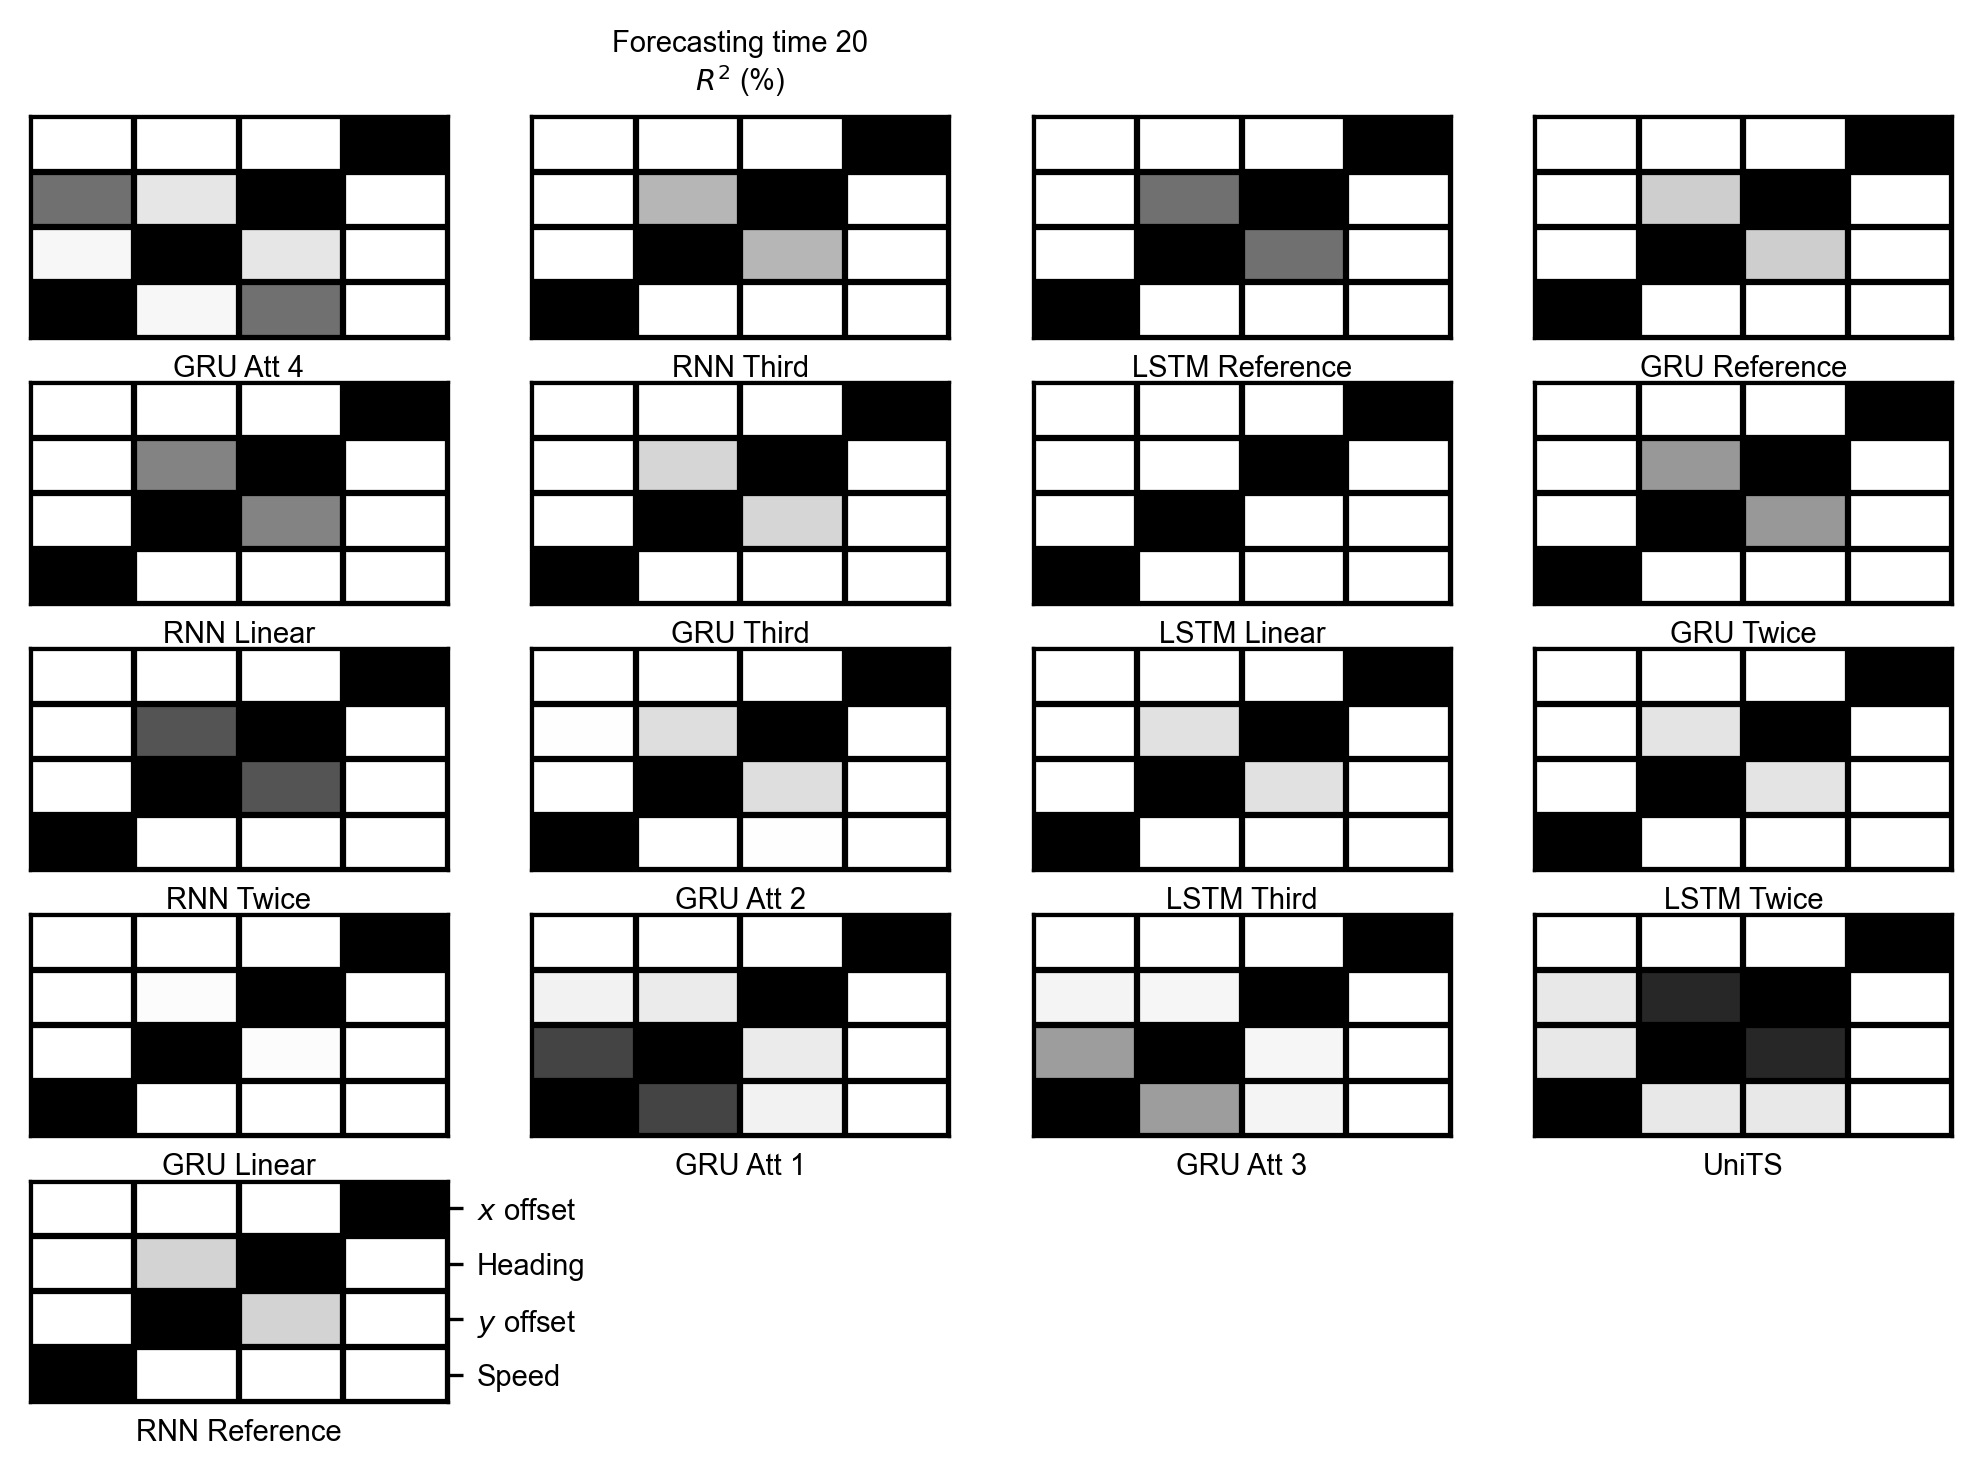 Forecasting time 20
R² (%)
GRU Att 4
RNN Third
LSTM Reference
GRU Reference
RNN Linear
GRU Third
LSTM Linear
GRU Twice
RNN Twice
GRU Att 2
LSTM Third
LSTM Twice
GRU Linear
GRU Att 1
GRU Att 3
UniTS
x offset
Heading
y offset
Speed
RNN Reference